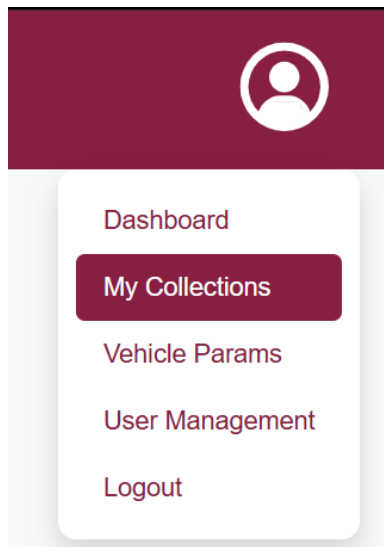 Dashboard
My Collections
Vehicle Params
User Management
Logout